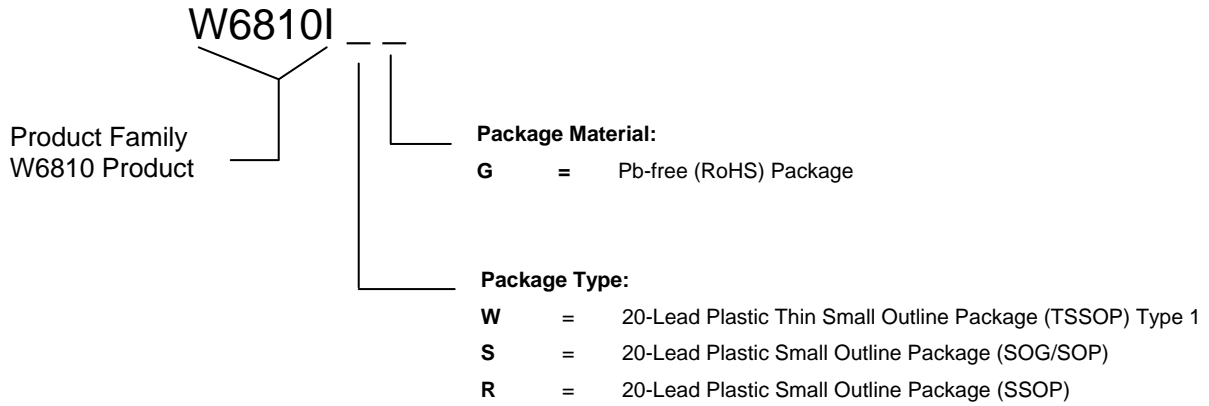 W6810I _ _
Product Family
W6810 Product
Package Material:
G = Pb-free (RoHS) Package
Package Type:
W = 20-Lead Plastic Thin Small Outline Package (TSSOP) Type 1
S = 20-Lead Plastic Small Outline Package (SOG/SOP)
R = 20-Lead Plastic Small Outline Package (SSOP)